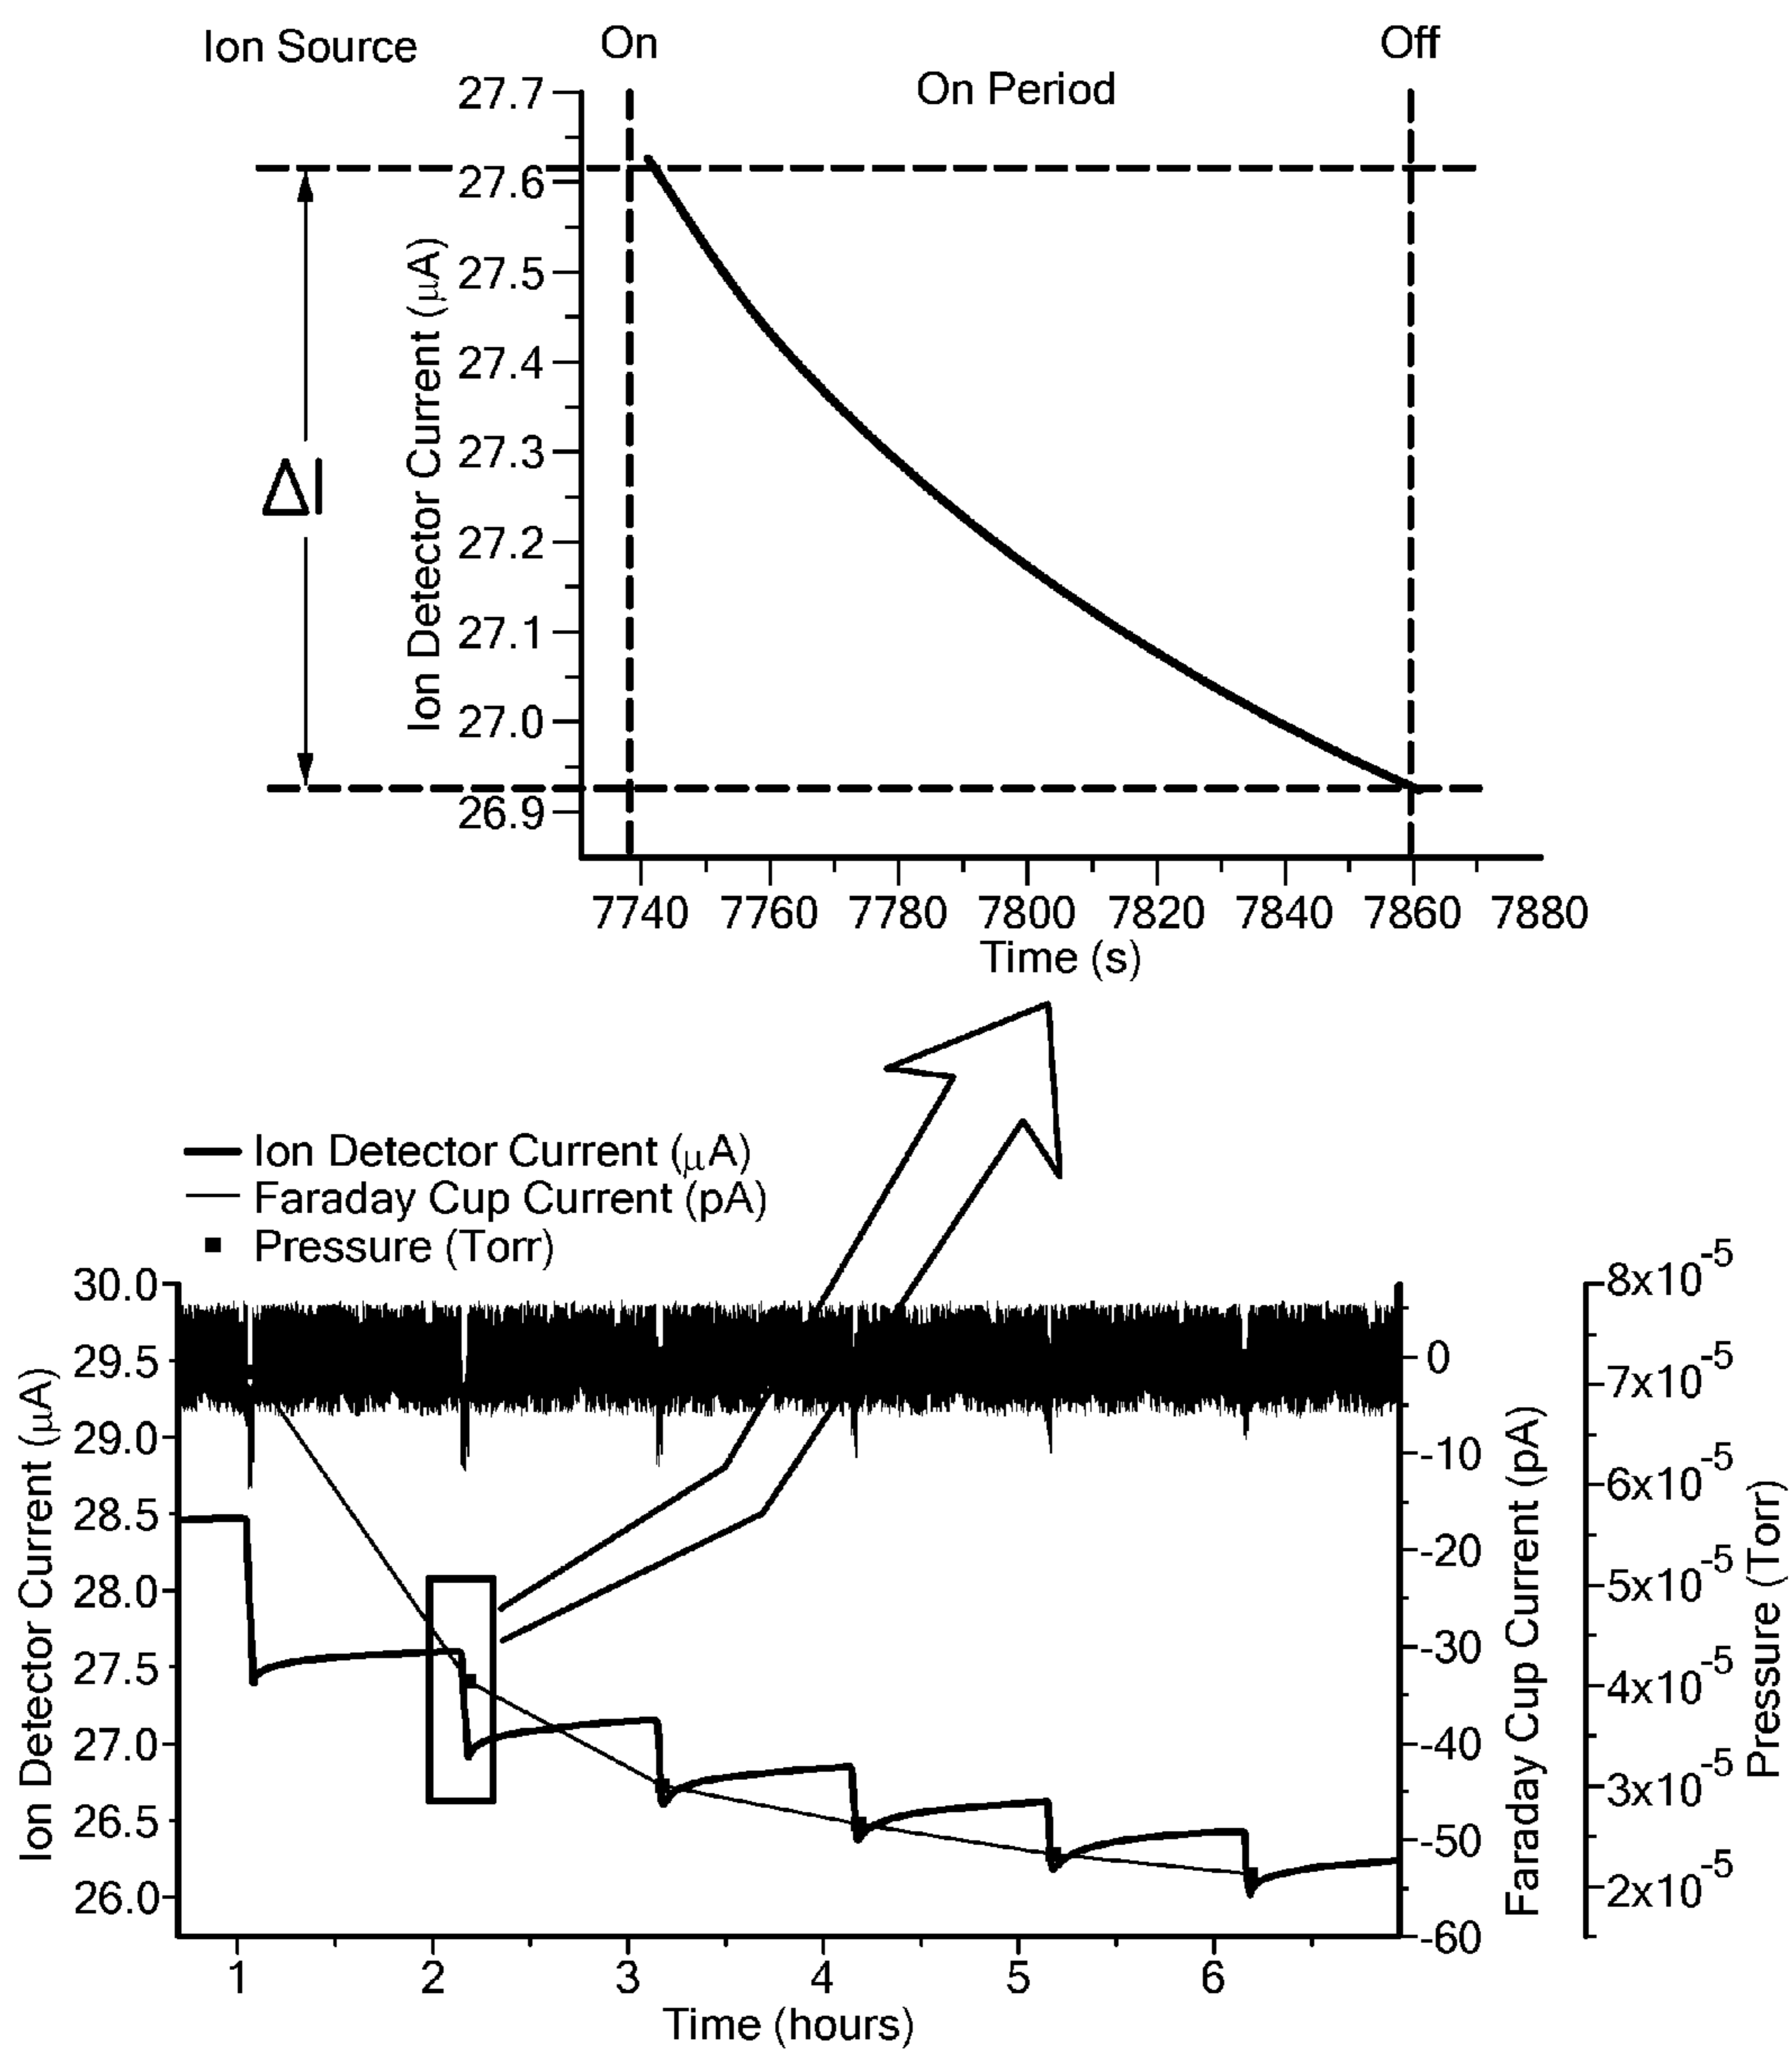 Ion Source On Off
On Period
27.7
27.6
27.5
27.4
27.3
27.2
27.1
27.0
26.9
Ion Detector Current (μA)
ΔI
7740 7760 7780 7800 7820 7840 7860 7880
Time (s)
Ion Detector Current (μA)
Faraday Cup Current (pA)
Pressure (Torr)
30.0
29.5
29.0
28.5
28.0
27.5
27.0
26.5
26.0
Ion Detector Current (μA)
0
-10
-20
-30
-40
-50
-60
Faraday Cup Current (pA)
8x10-5
7x10-5
6x10-5
5x10-5
4x10-5
3x10-5
2x10-5
Pressure (Torr)
1 2 3 4 5 6
Time (hours)